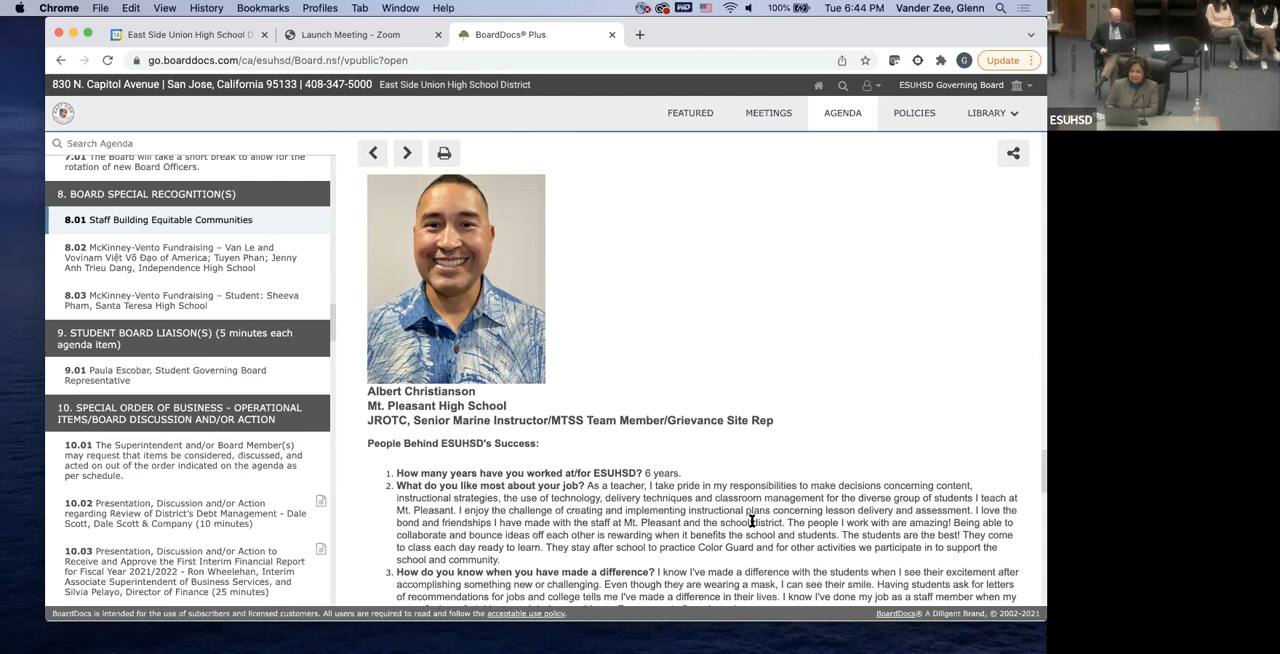 Chrome File Edit View History Bookmarks Profiles Tab Window Help 100% Tue 6:44 PM Vander Zee, Glenn
East Side Union High School D Launch Meeting - Zoom BoardDocs® Plus
go.boarddocs.com/ca/esuhsd/Board.nsf/vpublic?open G Update
830 N. Capitol Avenue | San Jose, California 95133 | 408-347-5000 East Side Union High School District ESUHSD Governing Board
FEATURED MEETINGS AGENDA POLICIES LIBRARY
Search Agenda
7.01 The Board will take a short break to allow for the
rotation of new Board Officers.
8. BOARD SPECIAL RECOGNITION(S)
8.01 Staff Building Equitable Communities
8.02 McKinney-Vento Fundraising – Van Le and
Vovinam Việt Võ Đạo of America; Tuyen Phan; Jenny
Anh Trieu Dang, Independence High School
8.03 McKinney-Vento Fundraising – Student: Sheeva
Pham, Santa Teresa High School
9. STUDENT BOARD LIAISON(S) (5 minutes each
agenda item)
9.01 Paula Escobar, Student Governing Board
Representative
10. SPECIAL ORDER OF BUSINESS - OPERATIONAL
ITEMS/BOARD DISCUSSION AND/OR ACTION
10.01 The Superintendent and/or Board Member(s)
may request that items be considered, discussed, and
acted on out of the order indicated on the agenda as
per schedule.
10.02 Presentation, Discussion and/or Action
Regarding Review of District's Debt Management - Dale
Scott, Dale Scott & Company (10 minutes)
10.03 Presentation, Discussion and/or Action to
Receive and Approve the First Interim Financial Report
for Fiscal Year 2021/2022 - Ron Wheelehan, Interim
Associate Superintendent of Business Services, and
Silvia Pelayo, Director of Finance (25 minutes)
Albert Christianson
Mt. Pleasant High School
JROTC, Senior Marine Instructor/MTSS Team Member/Grievance Site Rep
People Behind ESUHSD's Success:
1. How many years have you worked at/for ESUHSD? 6 years.
2. What do you like most about your job? As a teacher, I take pride in my responsibilities to make decisions concerning content,
instructional strategies, the use of technology, delivery techniques and classroom management for the diverse group of students I teach at
Mt. Pleasant. I enjoy the challenge of creating and implementing instructional plans concerning lesson delivery and assessment. I love the
bond and friendships I have made with the staff at Mt. Pleasant and the school district. The people I work with are amazing! Being able to
collaborate and bounce ideas off each other is rewarding when it benefits the school and students. The students are the best! They come
to class each day ready to learn. They stay after school to practice Color Guard and for other activities we participate in to support the
school and community.
3. How do you know when you have made a difference? I know I've made a difference with the students when I see their excitement after
accomplishing something new or challenging. Even though they are wearing a mask, I can see their smile. Having students ask for letters
of recommendations for jobs and college tells me I've made a difference in their lives. I know I've done my job as a staff member when my
BoardDocs is intended for the use of subscribers and licensed customers. All users are required to read and follow the acceptable use policy. BoardDocs® A Diligent Brand, © 2002-2021
ESUHSD